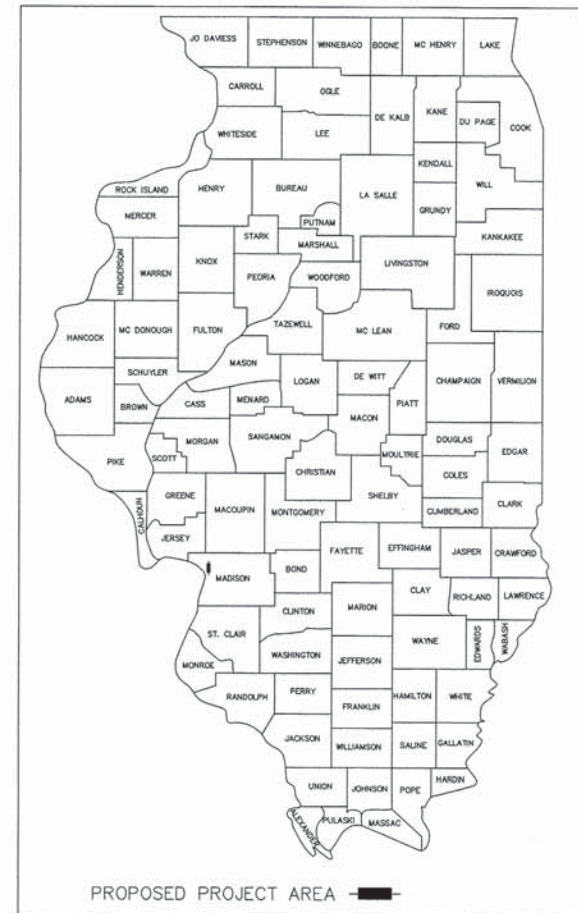 JO DAVIESS STEPHENSON WINNEBAGO BOONE MC HENRY LAKE
CARROLL OGLE DE KALB KANE DU PAGE COOK
WHITESIDE LEE
KENDALL
ROCK ISLAND HENRY BUREAU LA SALLE WILL
MERCER PUTNAM GRUNDY
STARK MARSHALL KANKAKEE
HENDERSON WARREN KNOX PEORIA WOODFORD LIVINGSTON IROQUOIS
HANCOCK MC DONOUGH FULTON TAZEWELL MC LEAN FORD
SCHUYLER MASON
ADAMS BROWN CASS MENARD LOGAN DE WITT PIATT CHAMPAIGN VERMILION
MACON
PIKE SCOTT MORGAN SANGAMON CHRISTIAN MOULTRIE DOUGLAS EDGAR
COLES
CALHOUN GREENE MACOUPIN MONTGOMERY SHELBY CUMBERLAND CLARK
JERSEY FAYETTE EFFINGHAM JASPER CRAWFORD
MADISON BOND CLAY RICHLAND LAWRENCE
CLINTON MARION
ST. CLAIR WAYNE EDWARDS WABASH
MONROE WASHINGTON JEFFERSON
RANDOLPH PERRY HAMILTON WHITE
FRANKLIN
JACKSON WILLIAMSON SALINE GALLATIN
UNION JOHNSON POPE HARDIN
ALEXANDER PULASKI MASSAC
PROPOSED PROJECT AREA